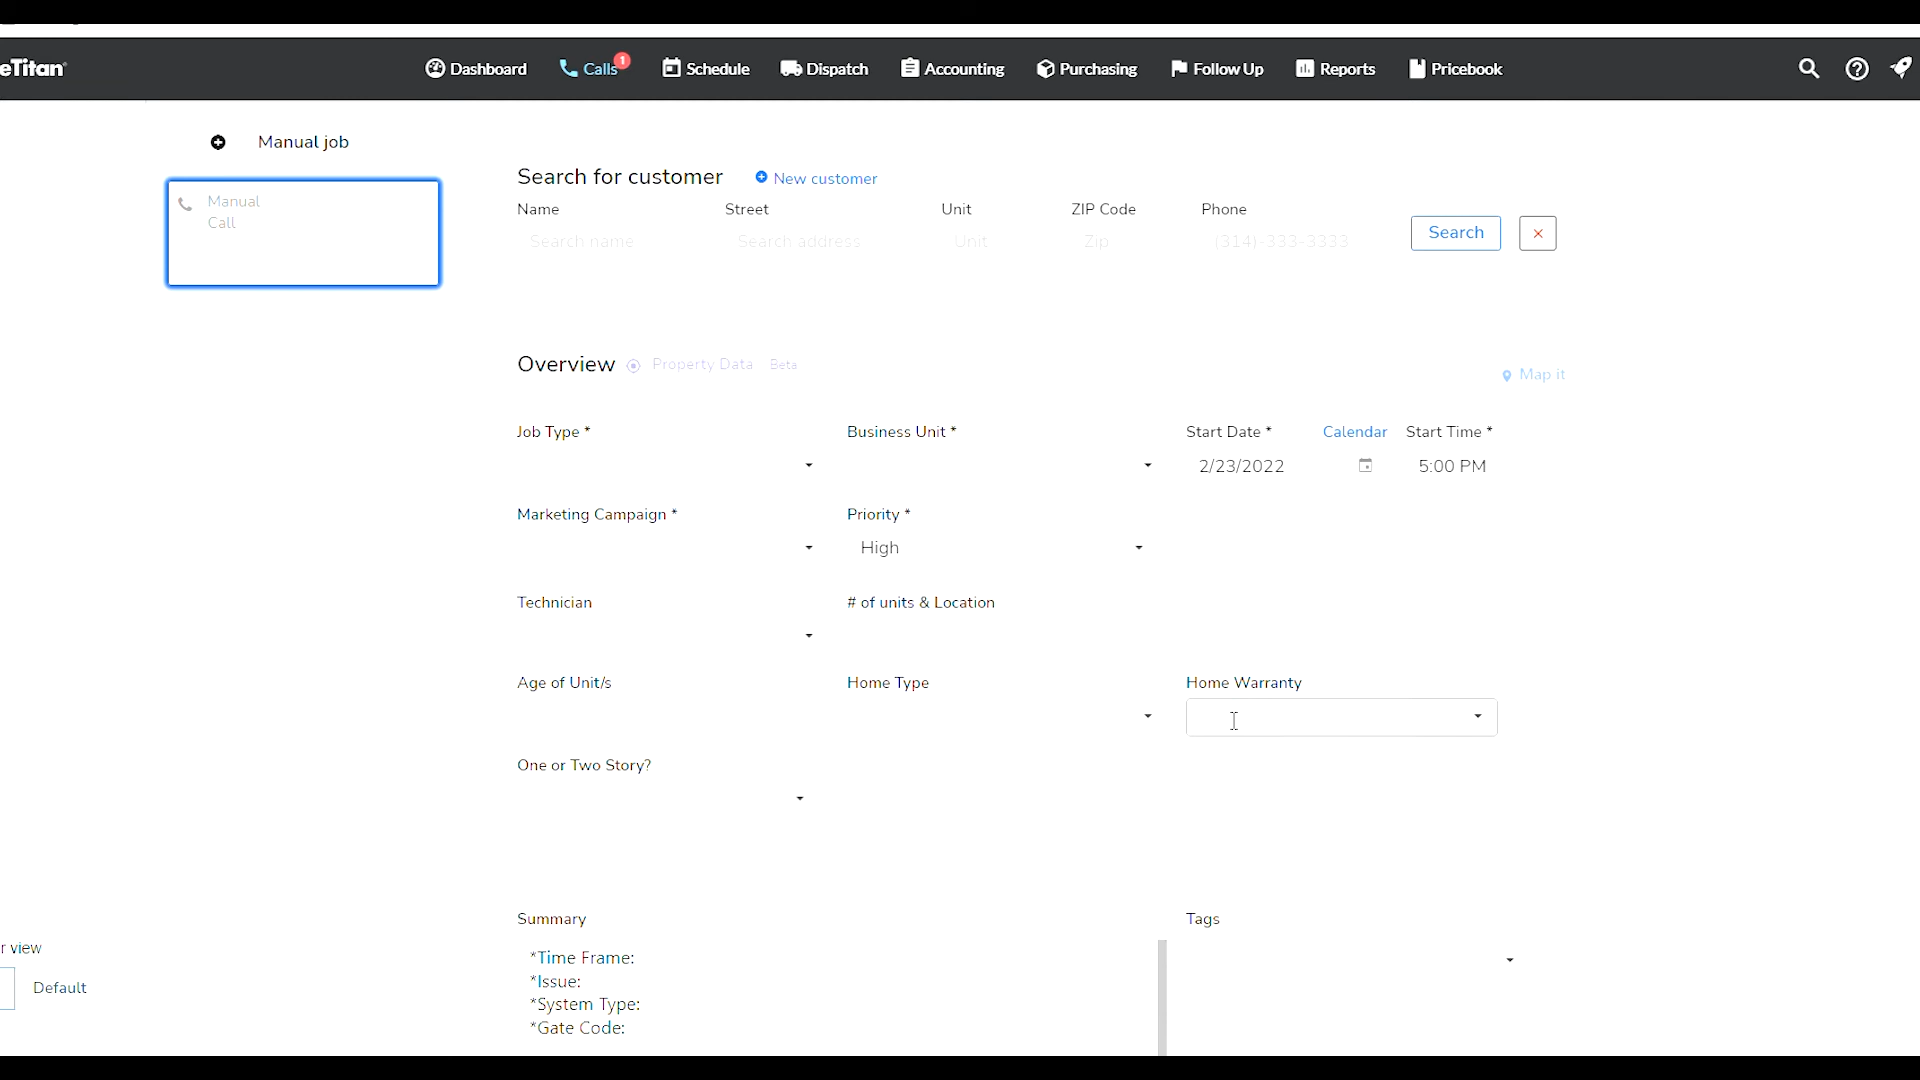 eTitan
Dashboard Calls 1 Schedule Dispatch Accounting Purchasing Follow Up Reports Pricebook
Manual job
Manual
Call
Search for customer New customer
Name Street Unit ZIP Code Phone
Search name Search address Unit Zip (314)-333-3333 Search
Overview Property Data Beta
Map it
Job Type * Business Unit * Start Date * Calendar Start Time *
2/23/2022 5:00 PM
Marketing Campaign * Priority *
High
Technician # of units & Location
Age of Unit/s Home Type Home Warranty
One or Two Story?
Summary Tags
*Time Frame:
*Issue:
*System Type:
*Gate Code:
r view
Default